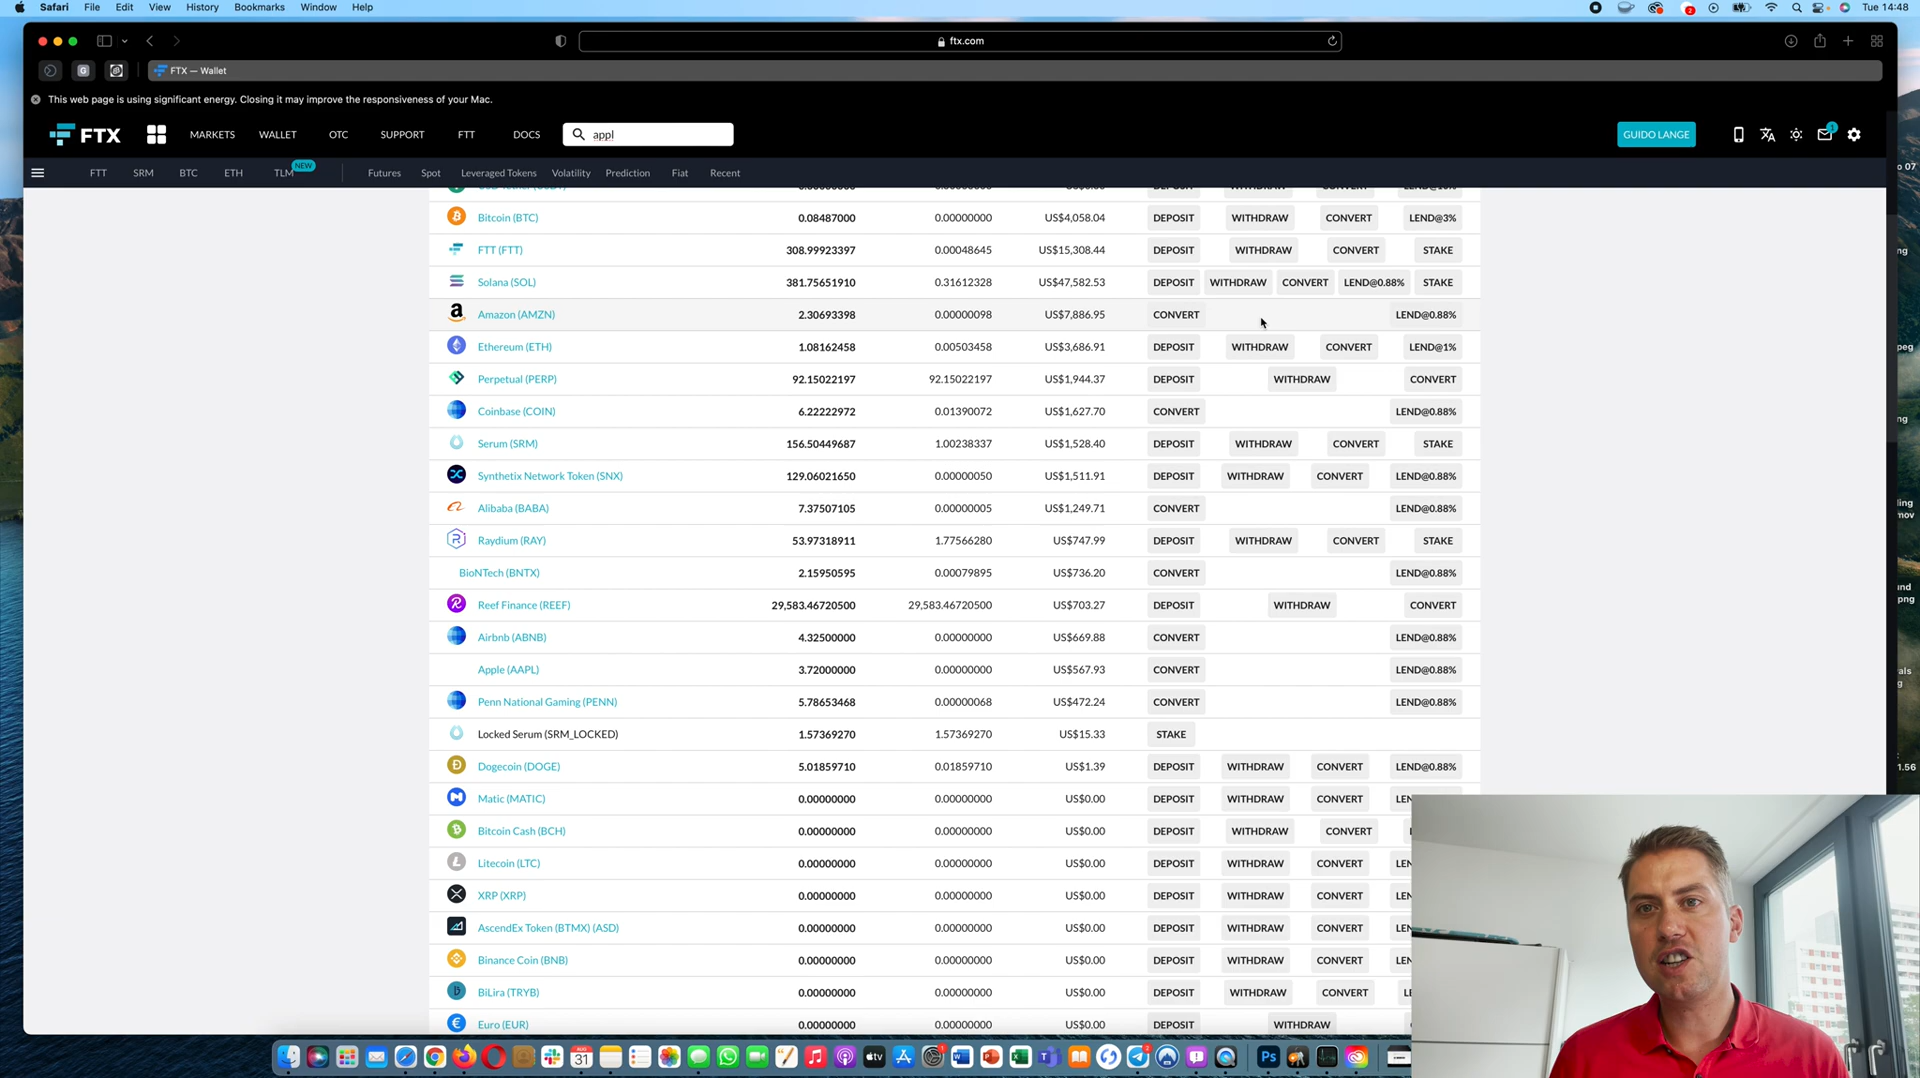 Safari File Edit View History Bookmarks Window Help 2 Tue 14:48
ftx.com
FTX — Wallet
This web page is using significant energy. Closing it may improve the responsiveness of your Mac.
FTX MARKETS WALLET OTC SUPPORT FTT DOCS appl GUIDO LANGE
FTT SRM BTC ETH TLM NEW Futures Spot Leveraged Tokens Volatility Prediction Fiat Recent
Bitcoin (BTC) 0.08487000 0.00000000 US$4,058.04 DEPOSIT WITHDRAW CONVERT LEND@3%
FTT (FTT) 308.99923397 0.00048645 US$15,308.44 DEPOSIT WITHDRAW CONVERT STAKE
Solana (SOL) 381.75651910 0.31612328 US$47,582.53 DEPOSIT WITHDRAW CONVERT LEND@0.88% STAKE
Amazon (AMZN) 2.30693398 0.00000098 US$7,886.95 CONVERT LEND@0.88%
Ethereum (ETH) 1.08162458 0.00503458 US$3,686.91 DEPOSIT WITHDRAW CONVERT LEND@1%
Perpetual (PERP) 92.15022197 92.15022197 US$1,944.37 DEPOSIT WITHDRAW CONVERT
Coinbase (COIN) 6.22222972 0.01390072 US$1,627.70 CONVERT LEND@0.88%
Serum (SRM) 156.50449687 1.00238337 US$1,528.40 DEPOSIT WITHDRAW CONVERT STAKE
Synthetix Network Token (SNX) 129.06021650 0.00000050 US$1,511.91 DEPOSIT WITHDRAW CONVERT LEND@0.88%
Alibaba (BABA) 7.37507105 0.00000005 US$1,249.71 CONVERT LEND@0.88%
Raydium (RAY) 53.97318911 1.77566280 US$747.99 DEPOSIT WITHDRAW CONVERT STAKE
BioNTech (BNTX) 2.15950595 0.00079895 US$736.20 CONVERT LEND@0.88%
Reef Finance (REEF) 29,583.46720500 29,583.46720500 US$703.27 DEPOSIT WITHDRAW CONVERT
Airbnb (ABNB) 4.32500000 0.00000000 US$669.88 CONVERT LEND@0.88%
Apple (AAPL) 3.72000000 0.00000000 US$567.93 CONVERT LEND@0.88%
Penn National Gaming (PENN) 5.78653468 0.00000068 US$472.24 CONVERT LEND@0.88%
Locked Serum (SRM_LOCKED) 1.57369270 1.57369270 US$15.33 STAKE
Dogecoin (DOGE) 5.01859710 0.01859710 US$1.39 DEPOSIT WITHDRAW CONVERT LEND@0.88%
Matic (MATIC) 0.00000000 0.00000000 US$0.00 DEPOSIT WITHDRAW CONVERT
Bitcoin Cash (BCH) 0.00000000 0.00000000 US$0.00 DEPOSIT WITHDRAW CONVERT
Litecoin (LTC) 0.00000000 0.00000000 US$0.00 DEPOSIT WITHDRAW CONVERT
XRP (XRP) 0.00000000 0.00000000 US$0.00 DEPOSIT WITHDRAW CONVERT
AscendEx Token (BTMX) (ASD) 0.00000000 0.00000000 US$0.00 DEPOSIT WITHDRAW CONVERT
Binance Coin (BNB) 0.00000000 0.00000000 US$0.00 DEPOSIT WITHDRAW CONVERT
BiLira (TRYB) 0.00000000 0.00000000 US$0.00 DEPOSIT WITHDRAW CONVERT
Euro (EUR) 0.00000000 0.00000000 US$0.00 DEPOSIT WITHDRAW